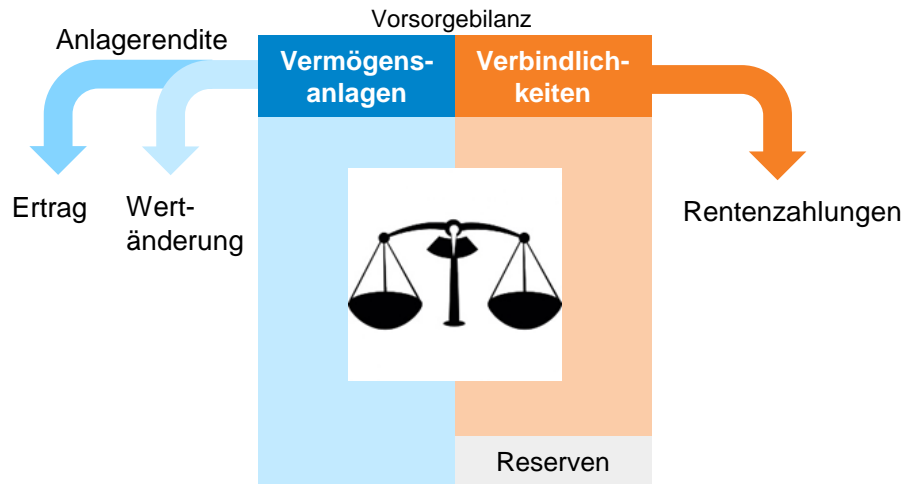 Vorsorgebilanz
Anlagerendite
Vermögens-
anlagen
Verbindlich-
keiten
Ertrag
Wert-
änderung
Rentenzahlungen
Reserven